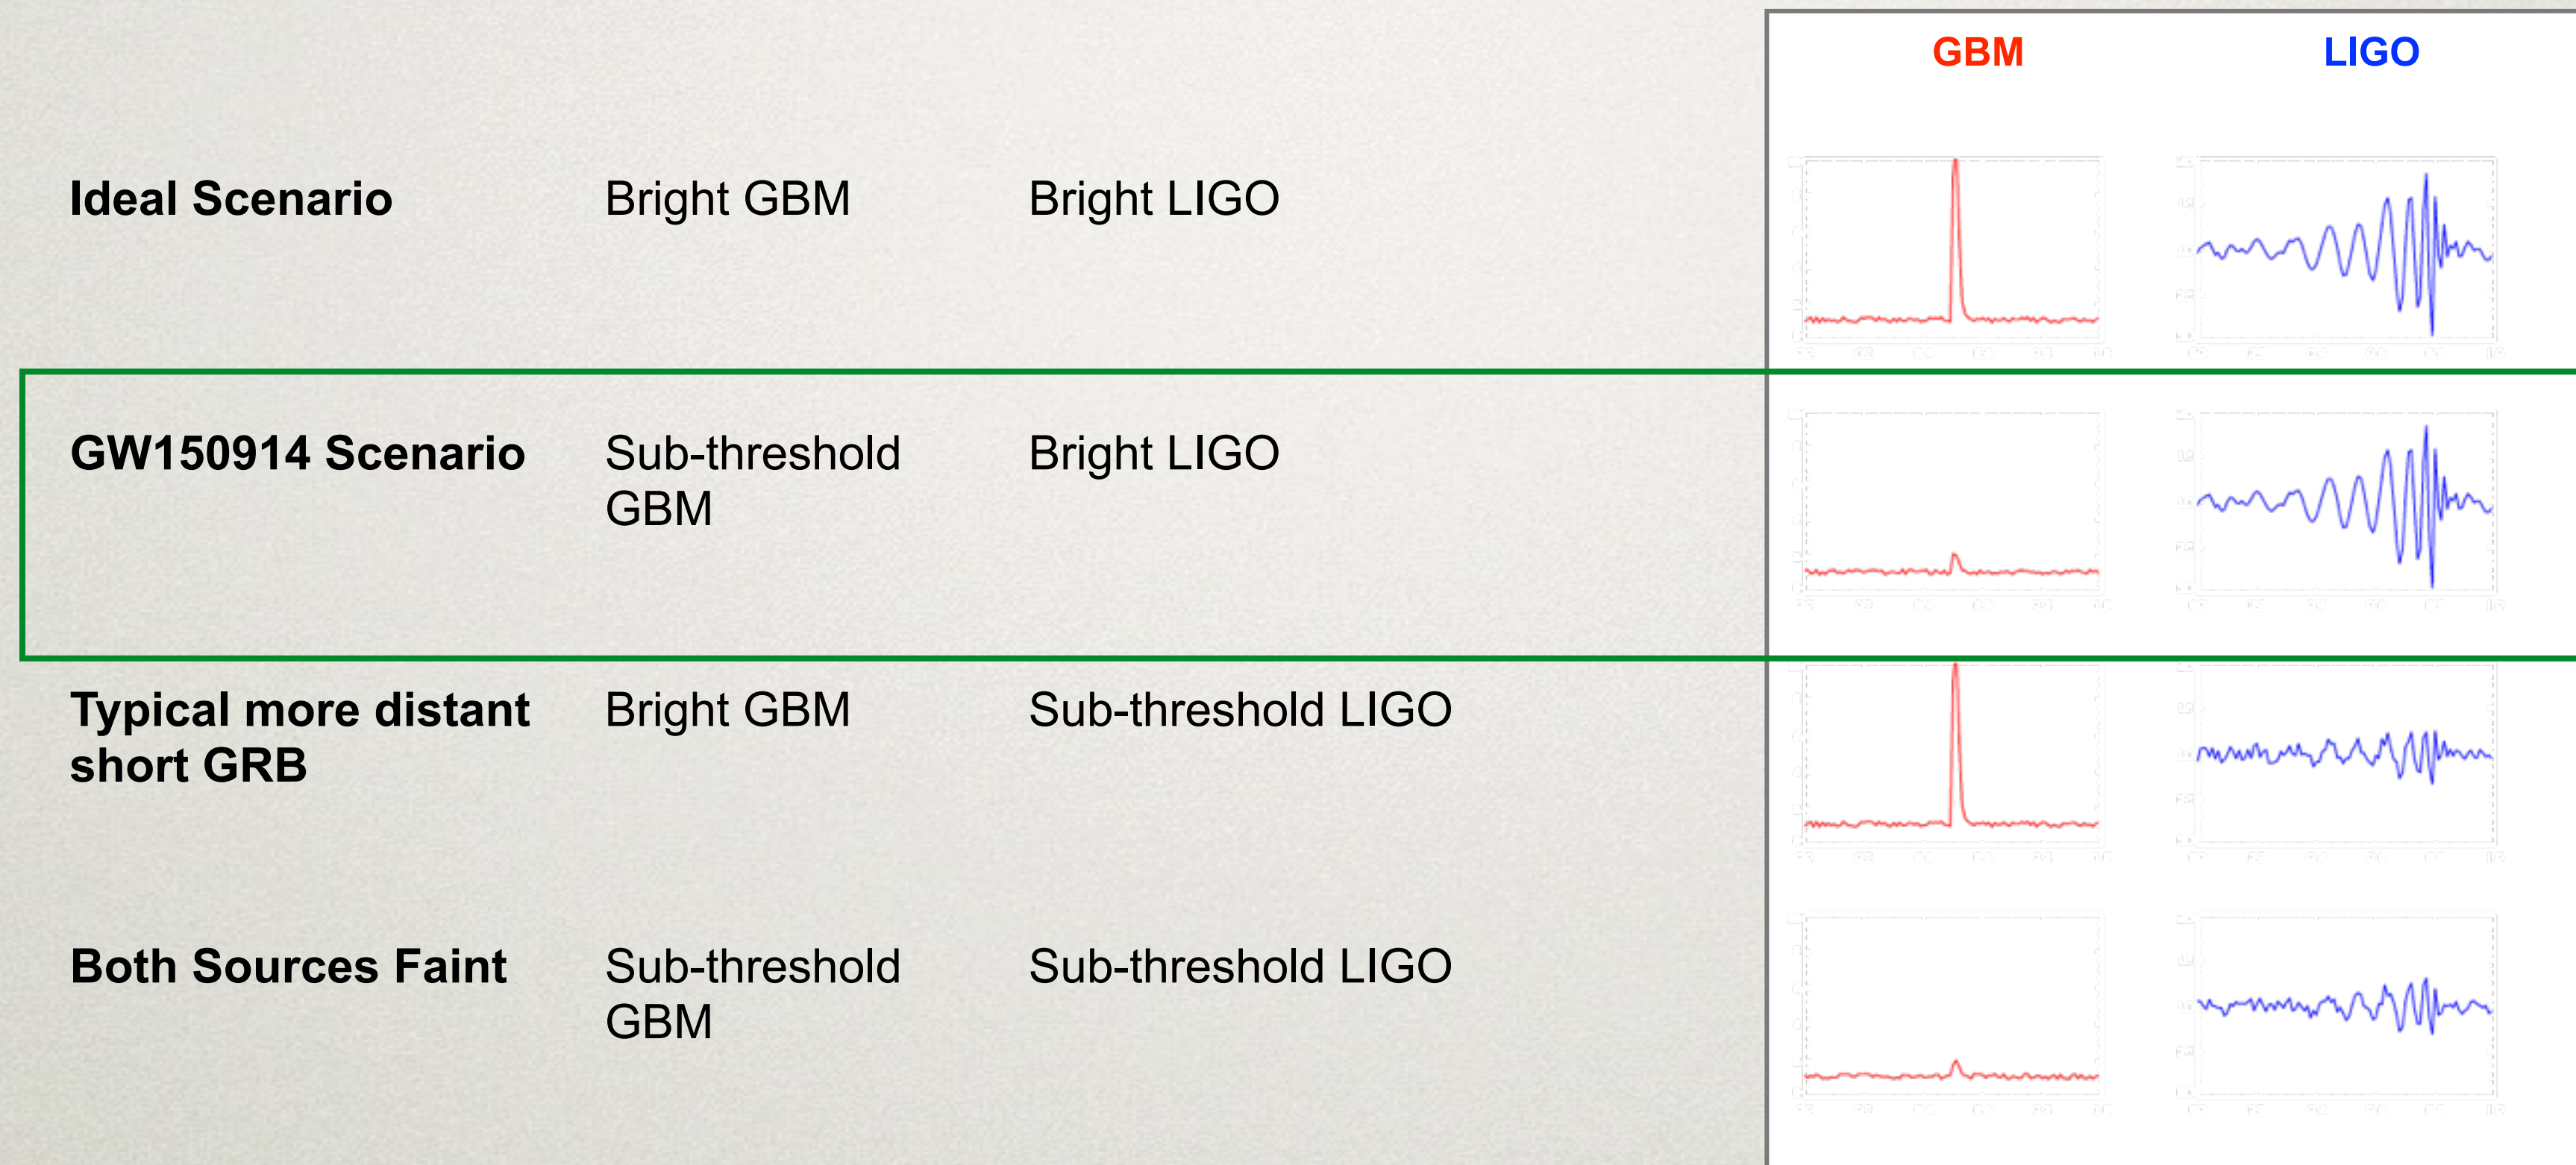 GBM LIGO
Ideal Scenario Bright GBM Bright LIGO
GW150914 Scenario Sub-threshold Bright LIGO
GBM
Typical more distant Bright GBM Sub-threshold LIGO
short GRB
Both Sources Faint Sub-threshold Sub-threshold LIGO
GBM